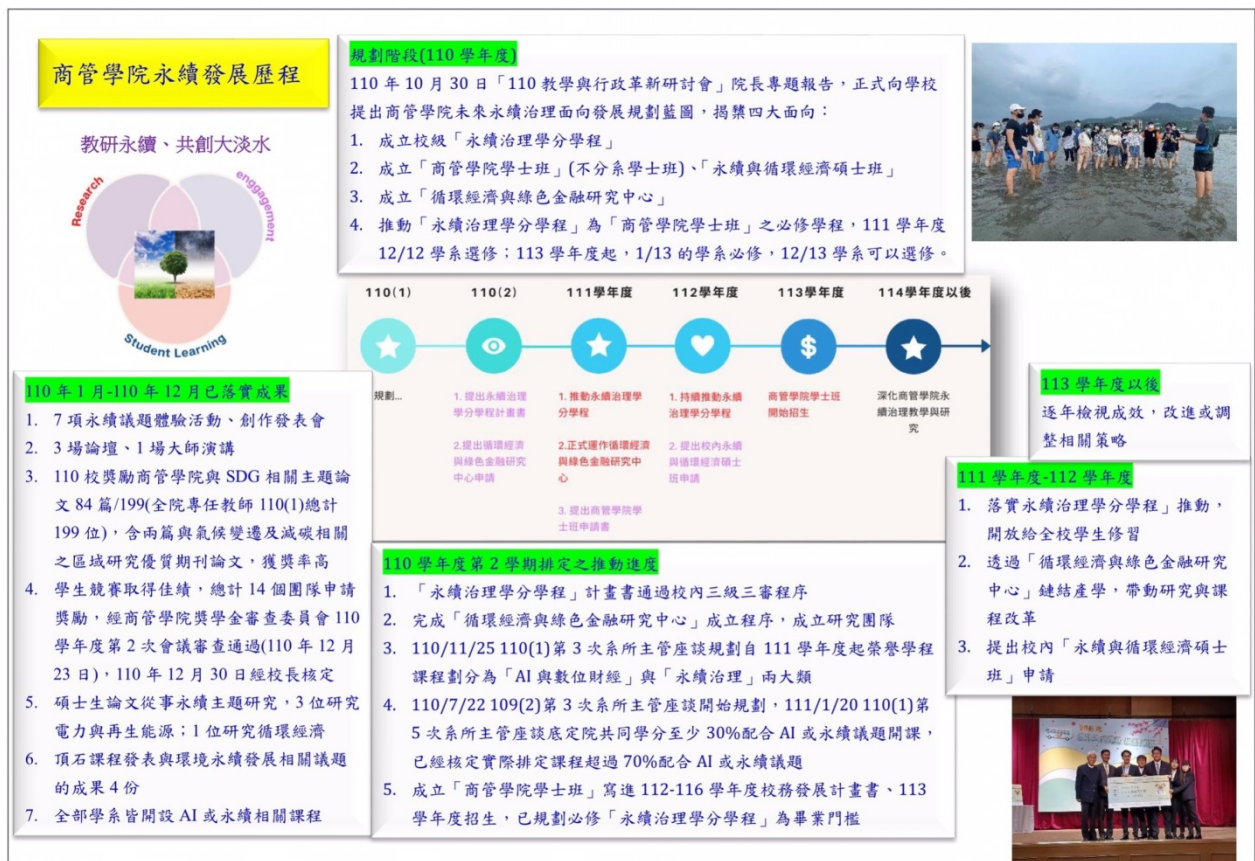 商管學院永續發展歷程
教研永續、共創大淡水
Research
enggagement
Student Learning
規劃階段(110 學年度)
110 年 10 月 30 日「110 教學與行政革新研討會」院長專題報告，正式向學校
提出商管學院未來永續治理面向發展規劃藍圖，揭櫫四大面向：
1. 成立校級「永續治理學分學程」
2. 成立「商管學院學士班」(不分系學士班)、「永續與循環經濟碩士班」
3. 成立「循環經濟與綠色金融研究中心」
4. 推動「永續治理學分學程」為「商管學院學士班」之必修學程，111 學年度
12/12 學系選修；113 學年度起，1/13 的學系必修，12/13 學系可以選修。
110(1)
110(2)
111學年度
112學年度
113學年度
114學年度以後
規劃...
1. 提出永續治理
學分學程計畫書
2.提出循環經濟
與綠色金融研究
中心申請
1. 推動永續治理學
分學程
2.正式運作循環經濟
與綠色金融研究中
心
3. 提出商管學院學
士班申請書
1. 持續推動永續
治理學分學程
2. 提出校內永續
與循環經濟碩士
班申請
商管學院學士班
開始招生
深化商管學院永
續治理教學與研
究
110 年 1 月-110 年 12 月已落實成果
1. 7 項永續議題體驗活動、創作發表會
2. 3 場論壇、1 場大師演講
3. 110 校獎勵商管學院與 SDG 相關主題論
文 84 篇/199(全院專任教師 110(1)總計
199 位)，含兩篇與氣候變遷及減碳相關
之區域研究優質期刊論文，獲獎率高
4. 學生競賽取得佳績，總計 14 個團隊申請
獎勵，經商管學院獎學金審查委員會 110
學年度第 2 次會議審查通過(110 年 12 月
23 日)，110 年 12 月 30 日經校長核定
5. 碩士生論文從事永續主題研究，3 位研究
電力與再生能源；1 位研究循環經濟
6. 頂石課程發表與環境永續發展相關議題
的成果 4 份
7. 全部學系皆開設 AI 或永續相關課程
110 學年度第 2 學期排定之推動進度
1. 「永續治理學分學程」計畫書通過校內三級三審程序
2. 完成「循環經濟與綠色金融研究中心」成立程序，成立研究團隊
3. 110/11/25 110(1)第 3 次系所主管座談規劃自 111 學年度起榮譽學程
課程劃分為「AI 與數位財經」與「永續治理」兩大類
4. 110/7/22 109(2)第 3 次系所主管座談開始規劃，111/1/20 110(1)第
5 次系所主管座談底定院共同學分至少 30%配合 AI 或永續議題開課，
已經核定實際排定課程超過 70%配合 AI 或永續議題
5. 成立「商管學院學士班」寫進 112-116 學年度校務發展計畫書、113
學年度招生，已規劃必修「永續治理學分學程」為畢業門檻
113 學年度以後
逐年檢視成效，改進或調
整相關策略
111 學年度-112 學年度
1. 落實永續治理學分學程」推動，
開放給全校學生修習
2. 透過「循環經濟與綠色金融研究
中心」鏈結產學，帶動研究與課
程改革
3. 提出校內「永續與循環經濟碩士
班」申請